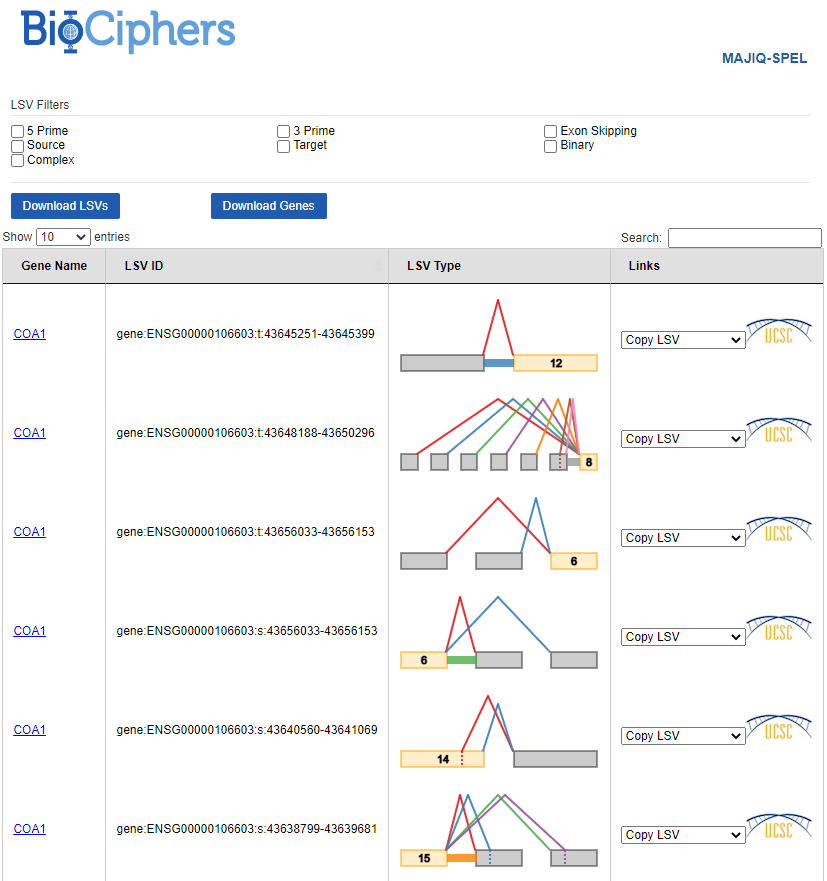 BioCiphers
MAJIQ-SPEL
LSV Filters
5 Prime 3 Prime Exon Skipping
Source Target Binary
Complex
Download LSVs Download Genes
Show 10 entries Search:
Gene Name LSV ID LSV Type Links
COA1 gene:ENSG00000106603:t:43645251-43645399 12 Copy LSV UCSC
COA1 gene:ENSG00000106603:t:43648188-43650296 8 Copy LSV UCSC
COA1 gene:ENSG00000106603:t:43656033-43656153 6 Copy LSV UCSC
COA1 gene:ENSG00000106603:s:43656033-43656153 6 Copy LSV UCSC
COA1 gene:ENSG00000106603:s:43640560-43641069 14 Copy LSV UCSC
COA1 gene:ENSG00000106603:s:43638799-43639681 15 Copy LSV UCSC